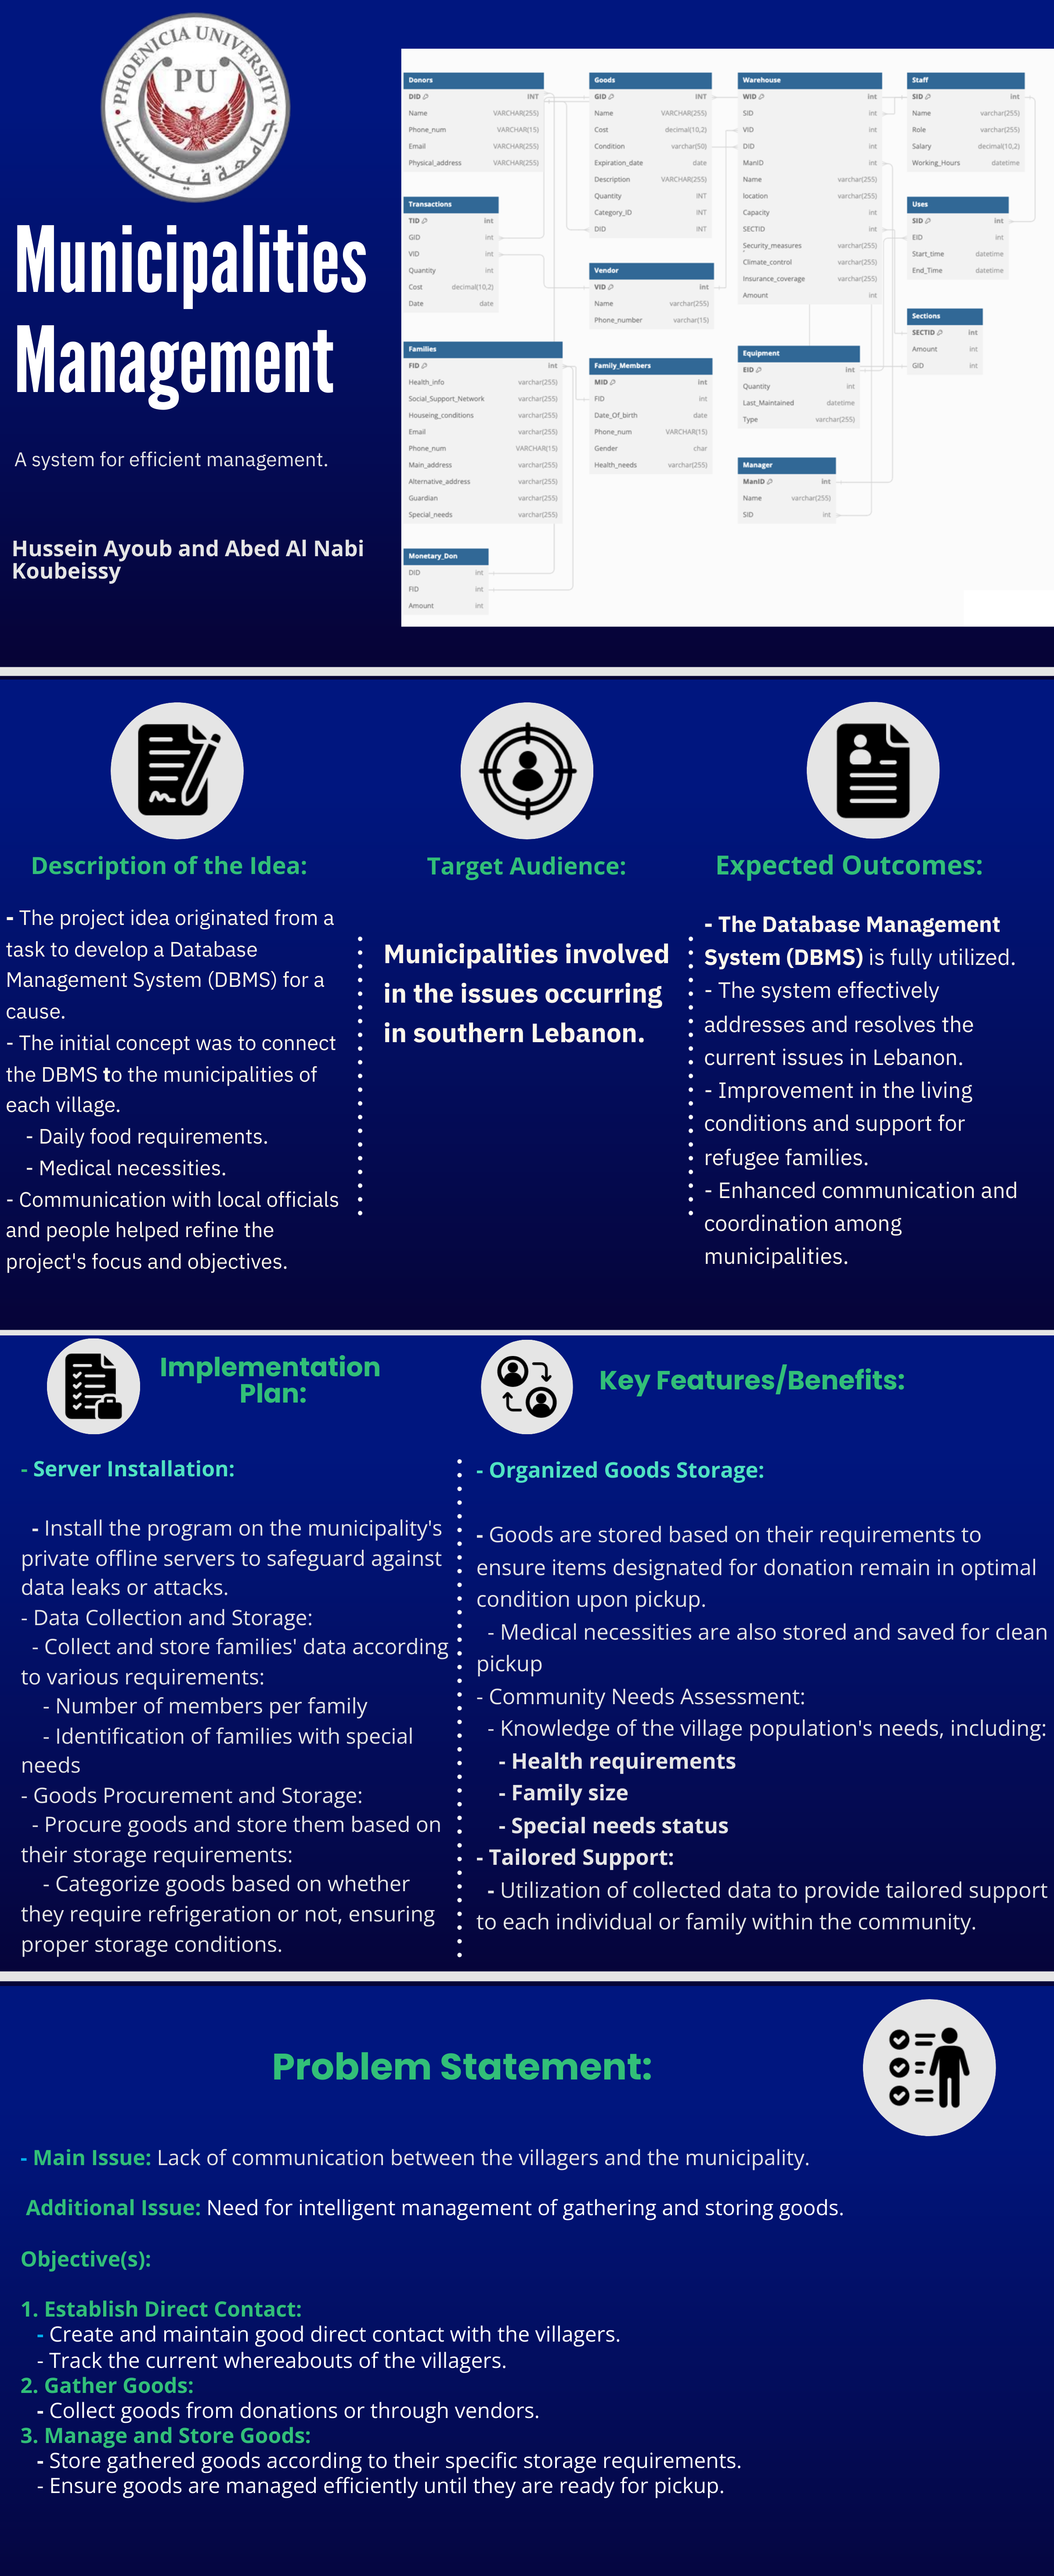 PHOENICIA UNIVERSITY
PU
جامعة فينيسيا
Municipalities
Management
A system for efficient management.
Hussein Ayoub and Abed Al Nabi
Koubeissy
Donors
DID INT
Name VARCHAR(255)
Phone_num VARCHAR(15)
Email VARCHAR(255)
Physical_address VARCHAR(255)
Transactions
TID int
GID int
VID int
Quantity int
Cost decimal(10,2)
Date date
Families
FID int
Health_info varchar(255)
Social_Support_Network varchar(255)
Houseing_conditions varchar(255)
Email varchar(255)
Phone_num VARCHAR(15)
Main_address varchar(255)
Alternative_address varchar(255)
Guardian varchar(255)
Special_needs varchar(255)
Monetary_Don
DID int
FID int
Amount int
Goods
GID INT
Name varchar(255)
Cost decimal(10,2)
Condition varchar(50)
Expiration_date date
Description VARCHAR(255)
Quantity INT
Category_ID INT
DID INT
Vendor
VID int
Name varchar(255)
Phone_number varchar(15)
Family_Members
MID int
FID int
Date_Of_birth date
Phone_num VARCHAR(15)
Gender char
Health_needs varchar(255)
Warehouse
WID int
SID int
VID int
DID int
ManID int
Name varchar(255)
location varchar(255)
Capacity int
SECTID int
Security_measures varchar(255)
Climate_control varchar(255)
Insurance_coverage varchar(255)
Amount int
Equipment
EID int
Quantity int
Last_Maintained datetime
Type varchar(255)
Manager
ManID int
Name varchar(255)
SID int
Staff
SID int
Name varchar(255)
Role varchar(255)
Salary decimal(10,2)
Working_Hours datetime
Uses
SID int
EID int
Start_time datetime
End_Time datetime
Sections
SECTID int
Amount int
GID int
Description of the Idea:
- The project idea originated from a
task to develop a Database
Management System (DBMS) for a
cause.
- The initial concept was to connect
the DBMS to the municipalities of
each village.
- Daily food requirements.
- Medical necessities.
- Communication with local officials
and people helped refine the
project's focus and objectives.
Target Audience:
Municipalities involved
in the issues occurring
in southern Lebanon.
Expected Outcomes:
- The Database Management
System (DBMS) is fully utilized.
- The system effectively
addresses and resolves the
current issues in Lebanon.
- Improvement in the living
conditions and support for
refugee families.
- Enhanced communication and
coordination among
municipalities.
Implementation
Plan:
- Server Installation:
- Install the program on the municipality's
private offline servers to safeguard against
data leaks or attacks.
- Data Collection and Storage:
- Collect and store families' data according
to various requirements:
- Number of members per family
- Identification of families with special
needs
- Goods Procurement and Storage:
- Procure goods and store them based on
their storage requirements:
- Categorize goods based on whether
they require refrigeration or not, ensuring
proper storage conditions.
Key Features/Benefits:
- Organized Goods Storage:
- Goods are stored based on their requirements to
ensure items designated for donation remain in optimal
condition upon pickup.
- Medical necessities are also stored and saved for clean
pickup
- Community Needs Assessment:
- Knowledge of the village population's needs, including:
- Health requirements
- Family size
- Special needs status
- Tailored Support:
- Utilization of collected data to provide tailored support
to each individual or family within the community.
Problem Statement:
- Main Issue: Lack of communication between the villagers and the municipality.
Additional Issue: Need for intelligent management of gathering and storing goods.
Objective(s):
1. Establish Direct Contact:
- Create and maintain good direct contact with the villagers.
- Track the current whereabouts of the villagers.
2. Gather Goods:
- Collect goods from donations or through vendors.
3. Manage and Store Goods:
- Store gathered goods according to their specific storage requirements.
- Ensure goods are managed efficiently until they are ready for pickup.